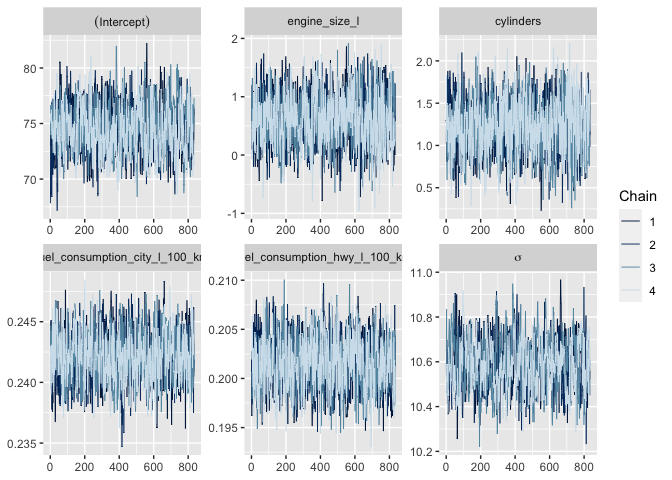 (Intercept)
engine_size_l
cylinders
80
75
70
0 200 400 600 800
2
1
0
-1
0 200 400 600 800
2.0
1.5
1.0
0.5
0 200 400 600 800
uel_consumption_city_l_100_kr
el_consumption_hwy_l_100_k
σ
0.245
0.240
0.235
0 200 400 600 800
0.210
0.205
0.200
0.195
0 200 400 600 800
11.0
10.8
10.6
10.4
10.2
0 200 400 600 800
Chain
1
2
3
4